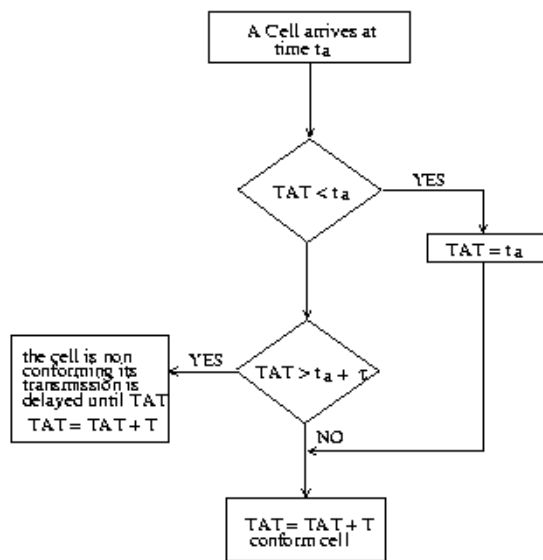 A Cell arrives at
time ta
TAT < ta
YES
TAT = ta
YES
the cell is non
conforming its
transmission is
delayed until TAT
TAT = TAT + T
TAT > ta + τ
NO
TAT = TAT + T
conform cell